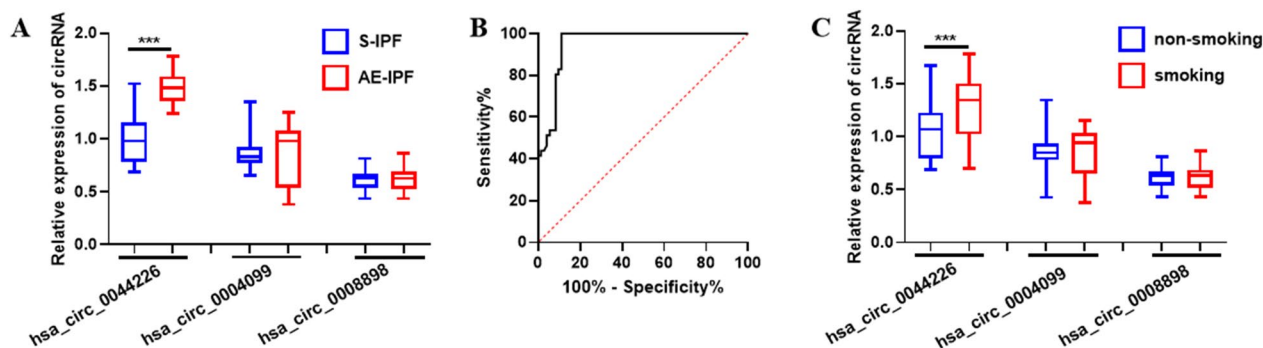 A
Relative expression of circRNA
2.0
1.5
1.0
0.5
0.0
***
S-IPF
AE-IPF
hsa_circ_0044226
hsa_circ_0004099
hsa_circ_0008898
B
Sensitivity%
100
80
60
40
20
0
0 20 40 60 80 100
100% - Specificity%
C
Relative expression of circRNA
2.0
1.5
1.0
0.5
0.0
***
non-smoking
smoking
hsa_circ_0044226
hsa_circ_0004099
hsa_circ_0008898